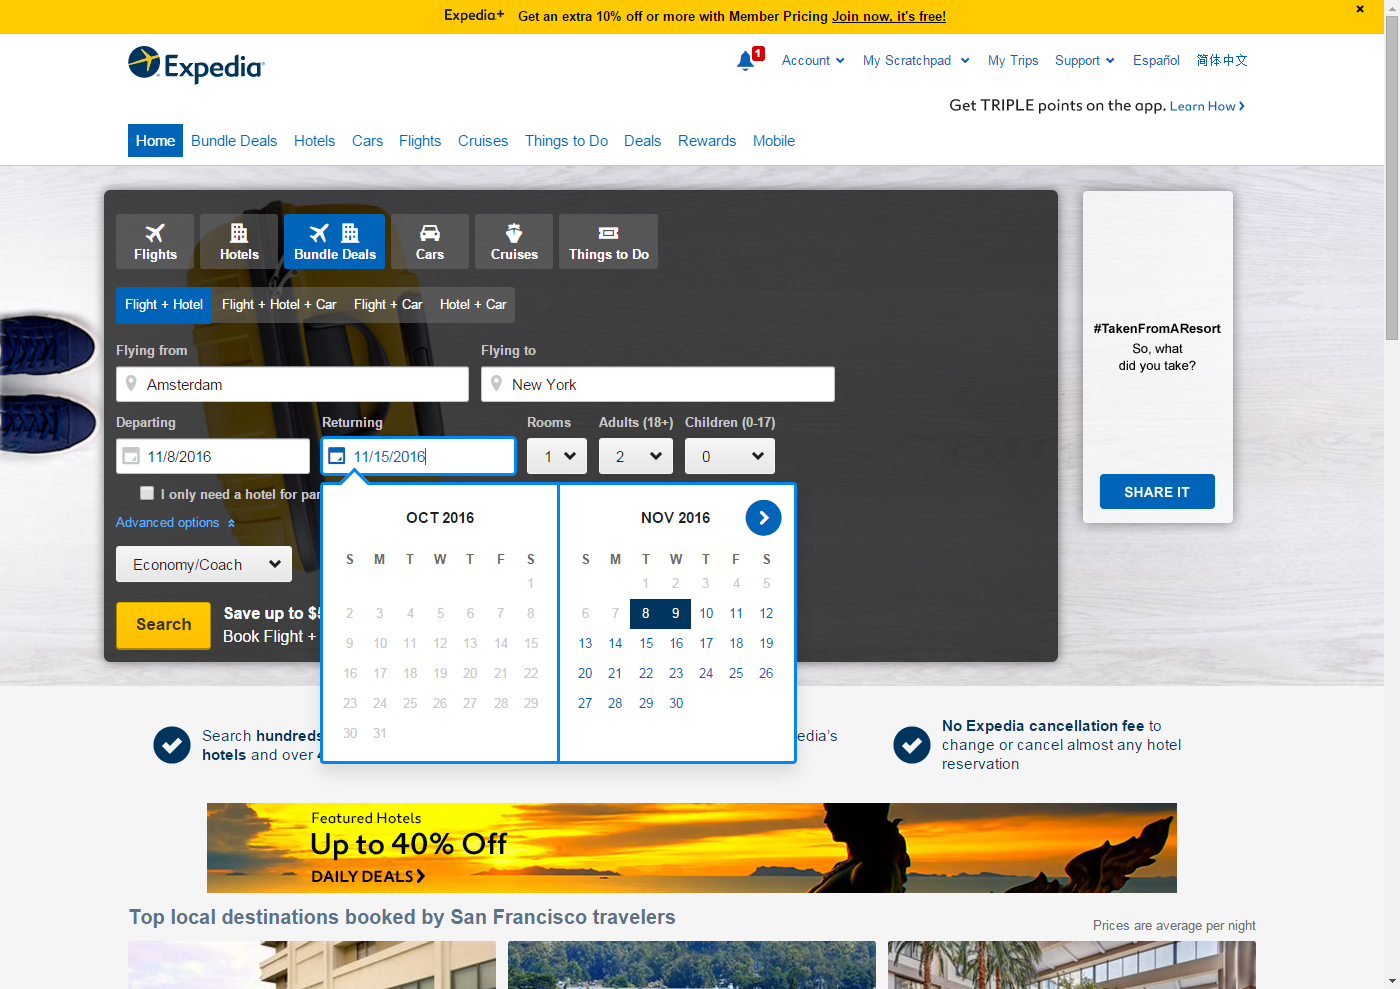 Expedia+ Get an extra 10% off or more with Member Pricing Join now, it's free!
Expedia
1
Account
My Scratchpad
My Trips
Support
Español
简体中文
Get TRIPLE points on the app. Learn How
Home
Bundle Deals
Hotels
Cars
Flights
Cruises
Things to Do
Deals
Rewards
Mobile
Flights
Hotels
Bundle Deals
Cars
Cruises
Things to Do
Flight + Hotel
Flight + Hotel + Car
Flight + Car
Hotel + Car
Flying from
Flying to
Amsterdam
New York
Departing
Returning
Rooms
Adults (18+)
Children (0-17)
11/8/2016
11/15/2016
1
2
0
I only need a hotel for par
Advanced options
Economy/Coach
Search
Save up to $5
Book Flight +
OCT 2016
S M T W T F S
1
2 3 4 5 6 7 8
9 10 11 12 13 14 15
16 17 18 19 20 21 22
23 24 25 26 27 28 29
30 31
NOV 2016
S M T W T F S
1 2 3 4 5
6 7 8 9 10 11 12
13 14 15 16 17 18 19
20 21 22 23 24 25 26
27 28 29 30
#TakenFromAResort
So, what
did you take?
SHARE IT
Search hundreds
hotels and over
edia's
No Expedia cancellation fee to
change or cancel almost any hotel
reservation
Featured Hotels
Up to 40% Off
DAILY DEALS
Top local destinations booked by San Francisco travelers
Prices are average per night